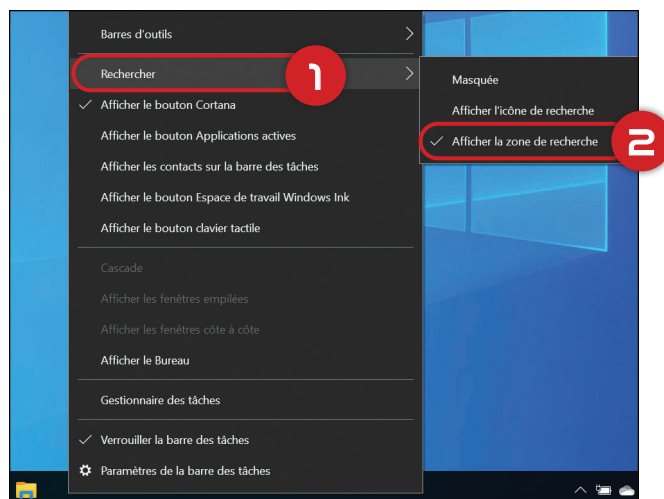 Barres d'outils
Rechercher
1
Afficher le bouton Cortana
Afficher le bouton Applications actives
Afficher les contacts sur la barre des tâches
Afficher le bouton Espace de travail Windows Ink
Afficher le bouton clavier tactile
Cascade
Afficher les fenêtres empilées
Afficher les fenêtres côte à côte
Afficher le Bureau
Gestionnaire des tâches
Verrouiller la barre des tâches
Paramètres de la barre des tâches
Masquée
Afficher l'icône de recherche
Afficher la zone de recherche
2